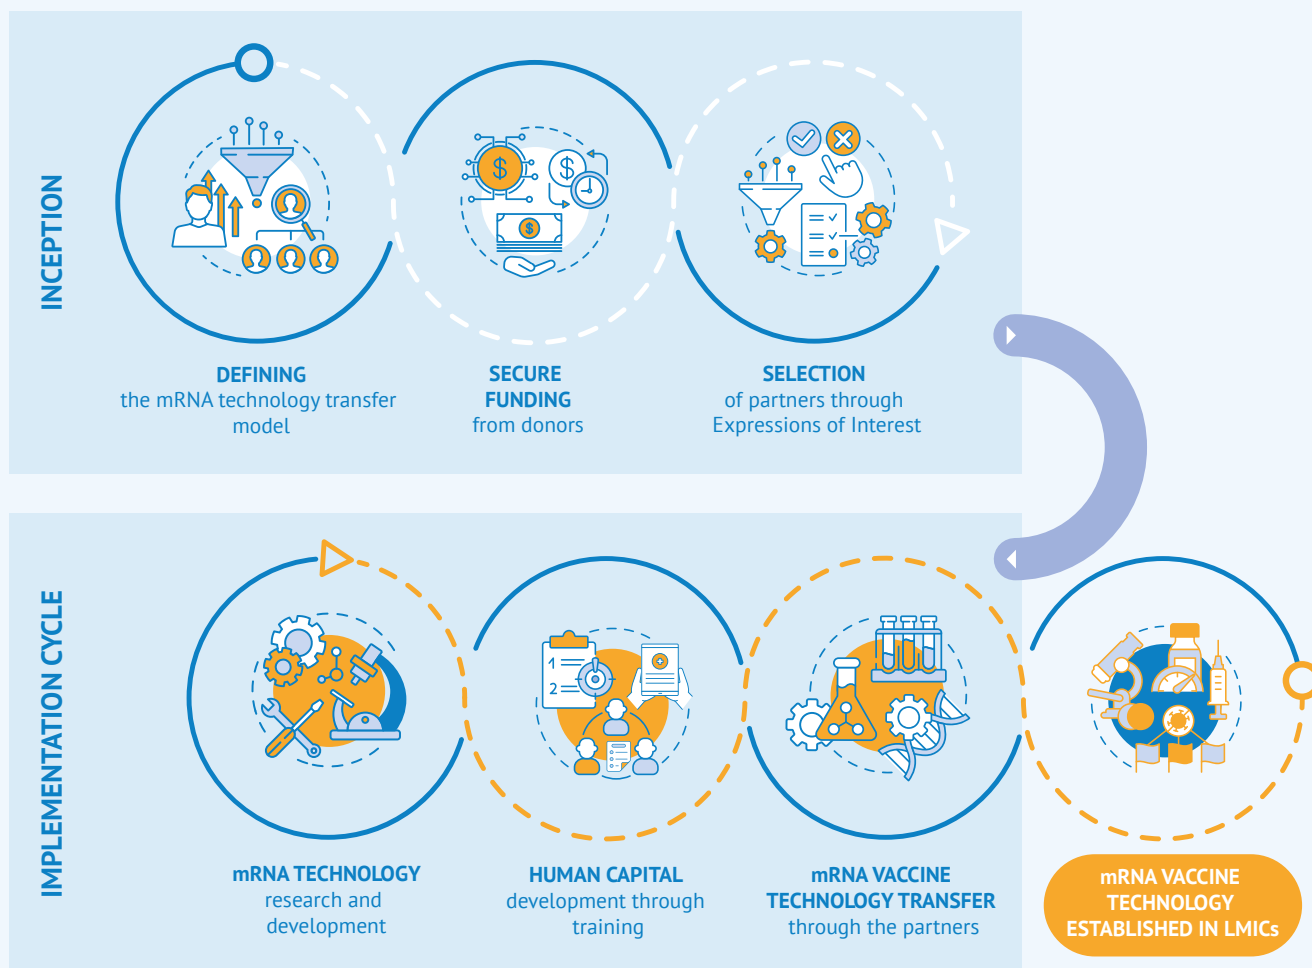 INCEPTION
DEFINING
the mRNA technology transfer
model
SECURE
FUNDING
from donors
SELECTION
of partners through
Expressions of Interest
IMPLEMENTATION CYCLE
1
2
mRNA TECHNOLOGY
research and
development
HUMAN CAPITAL
development through
training
mRNA VACCINE
TECHNOLOGY TRANSFER
through the partners
mRNA VACCINE
TECHNOLOGY
ESTABLISHED IN LMICs